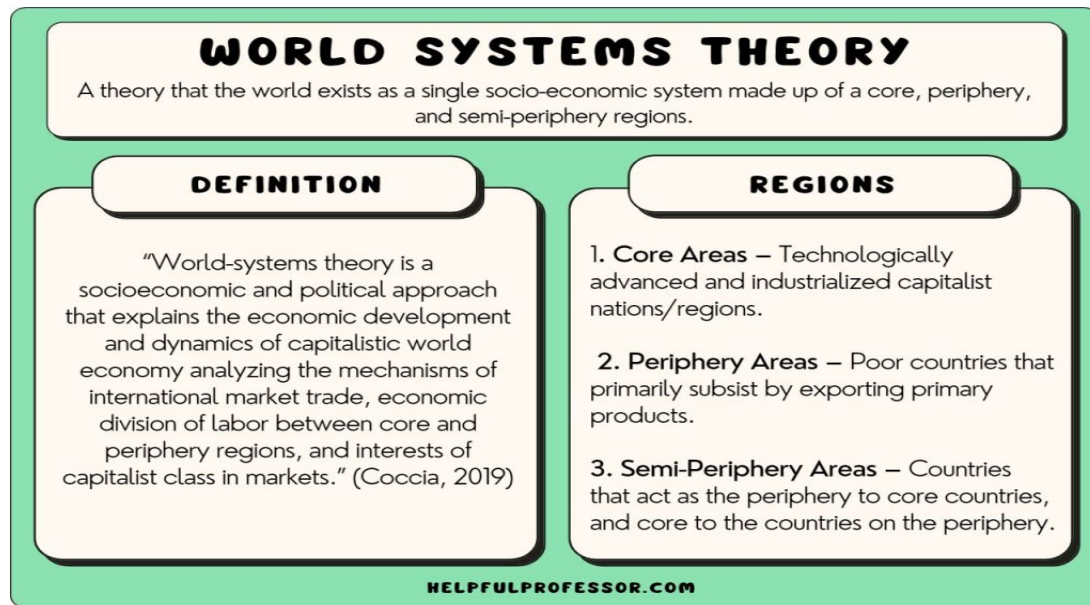 WORLD SYSTEMS THEORY
A theory that the world exists as a single socio-economic system made up of a core, periphery,
and semi-periphery regions.
DEFINITION
"World-systems theory is a
socioeconomic and political approach
that explains the economic development
and dynamics of capitalistic world
economy analyzing the mechanisms of
international market trade, economic
division of labor between core and
periphery regions, and interests of
capitalist class in markets." (Coccia, 2019)
REGIONS
1. Core Areas – Technologically
advanced and industrialized capitalist
nations/regions.
2. Periphery Areas – Poor countries that
primarily subsist by exporting primary
products.
3. Semi-Periphery Areas – Countries
that act as the periphery to core countries,
and core to the countries on the periphery.
HELPFULPROFESSOR.COM